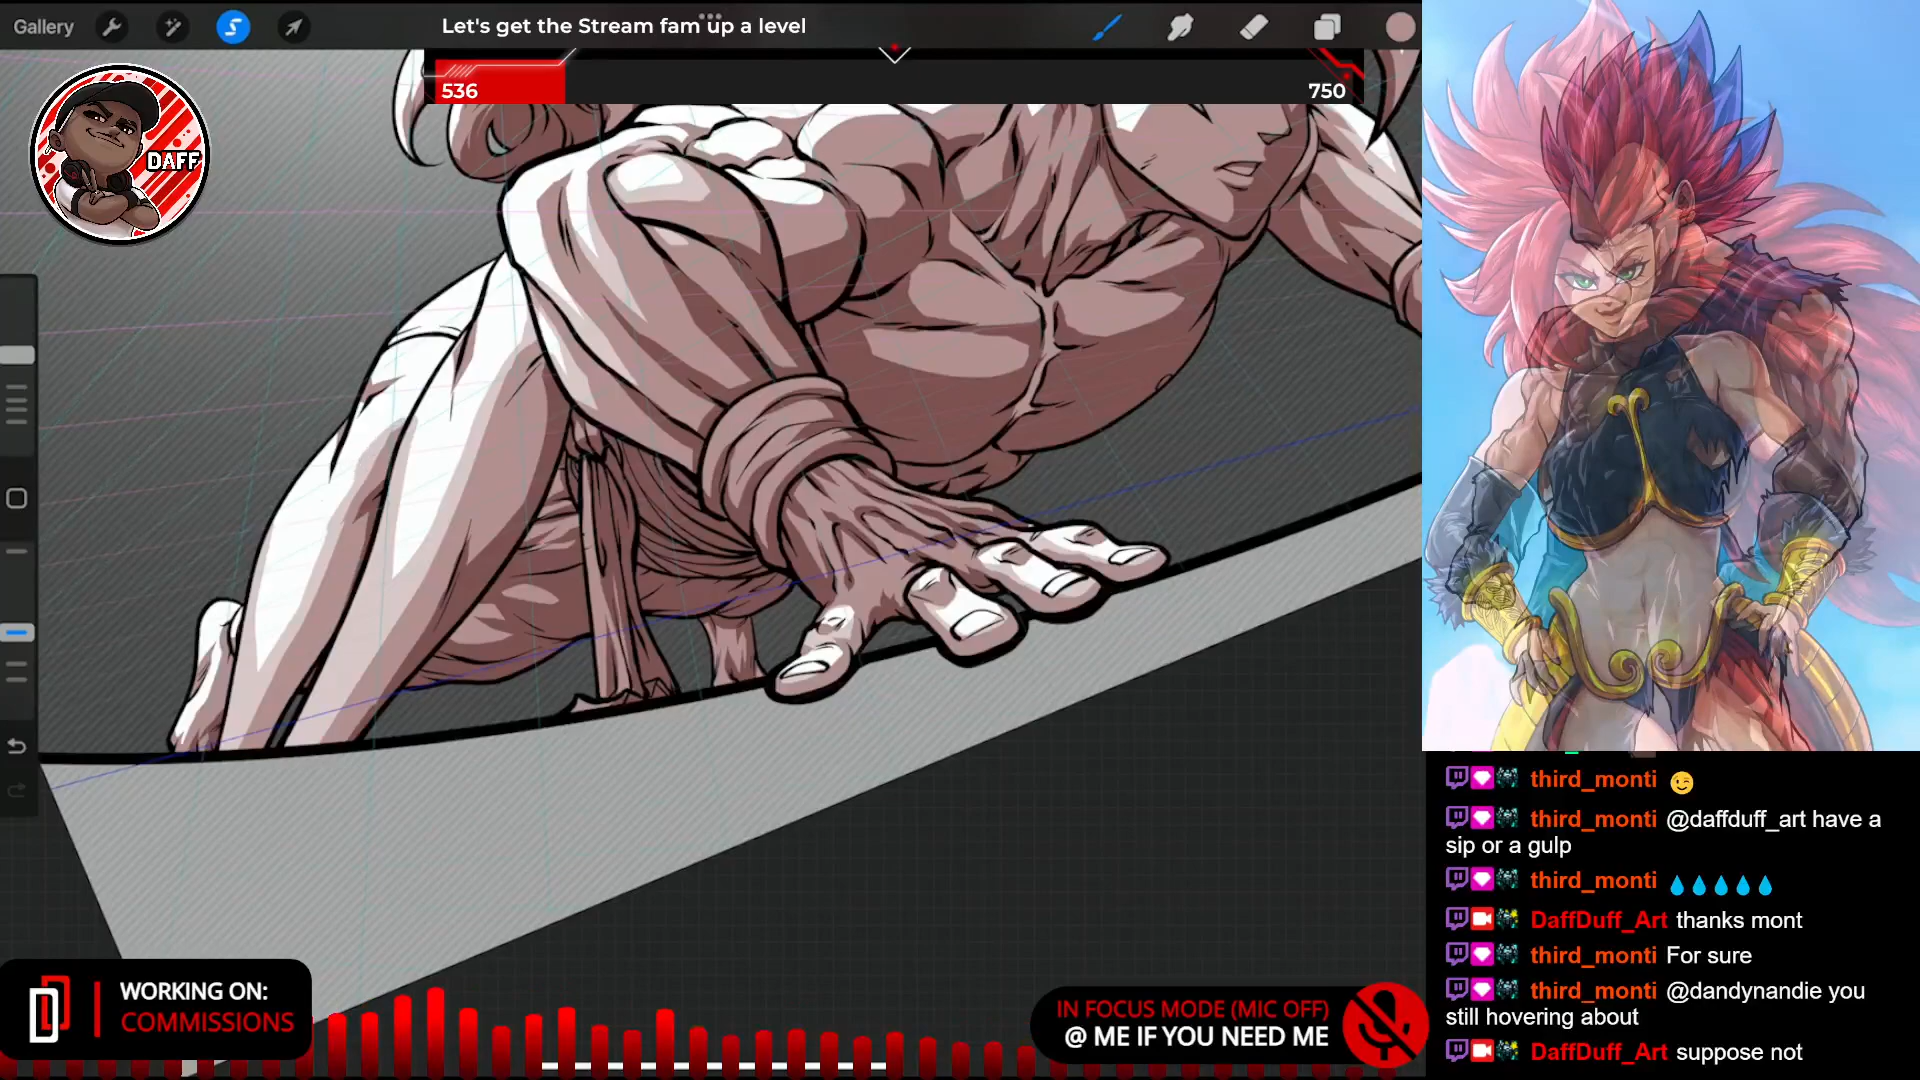 Gallery
Let's get the Stream fam up a level
536
750
DAFF
third_monti 😉
third_monti @daffduff_art have a
sip or a gulp
third_monti 💧💧💧💧💧
DaffDuff_Art thanks mont
third_monti For sure
third_monti @dandynandie you
still hovering about
DaffDuff_Art suppose not
WORKING ON:
COMMISSIONS
IN FOCUS MODE (MIC OFF)
@ ME IF YOU NEED ME